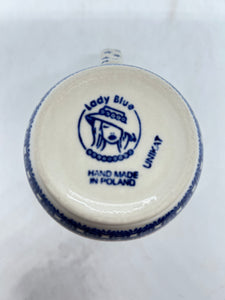 Lady Blue
UNIKAT
HAND MADE
IN POLAND